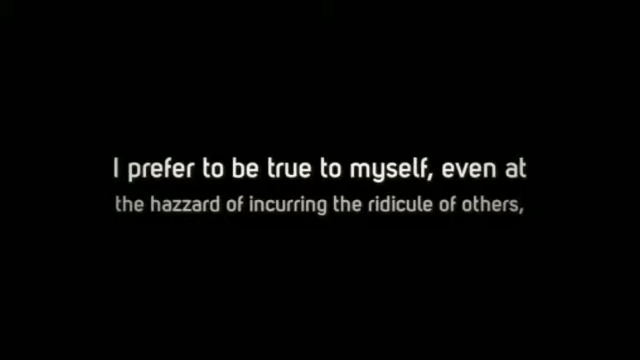 I prefer to be true to myself, even at
the hazzard of incurring the ridicule of others,